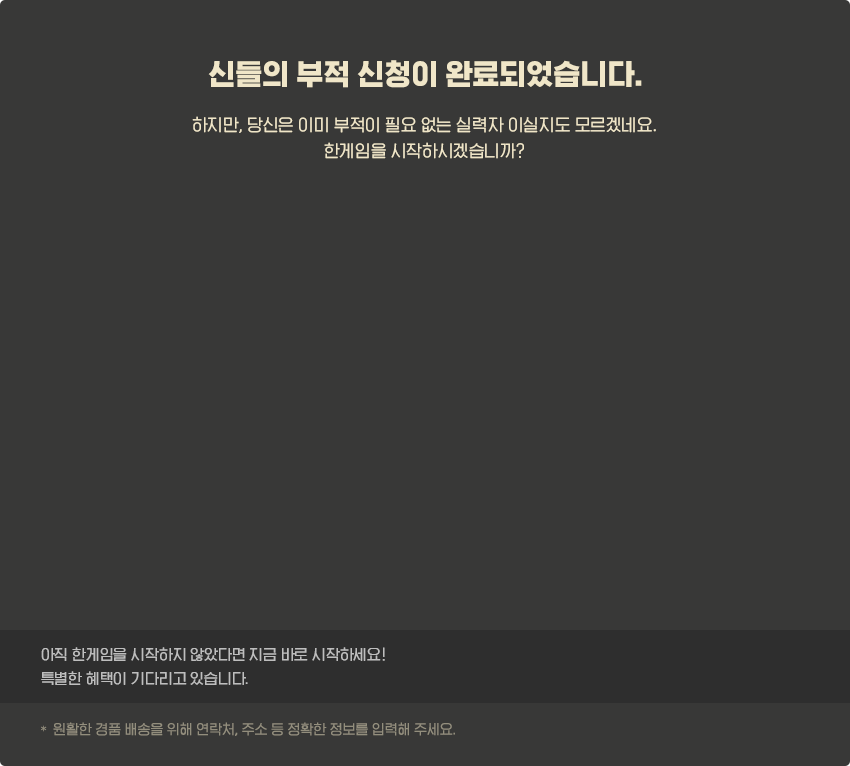 신들의 부적 신청이 완료되었습니다.
하지만, 당신은 이미 부적이 필요 없는 실력자 이실지도 모르겠네요.
한게임을 시작하시겠습니까?
아직 한게임을 시작하지 않았다면 지금 바로 시작하세요!
특별한 혜택이 기다리고 있습니다.
* 원활한 경품 배송을 위해 연락처, 주소 등 정확한 정보를 입력해 주세요.